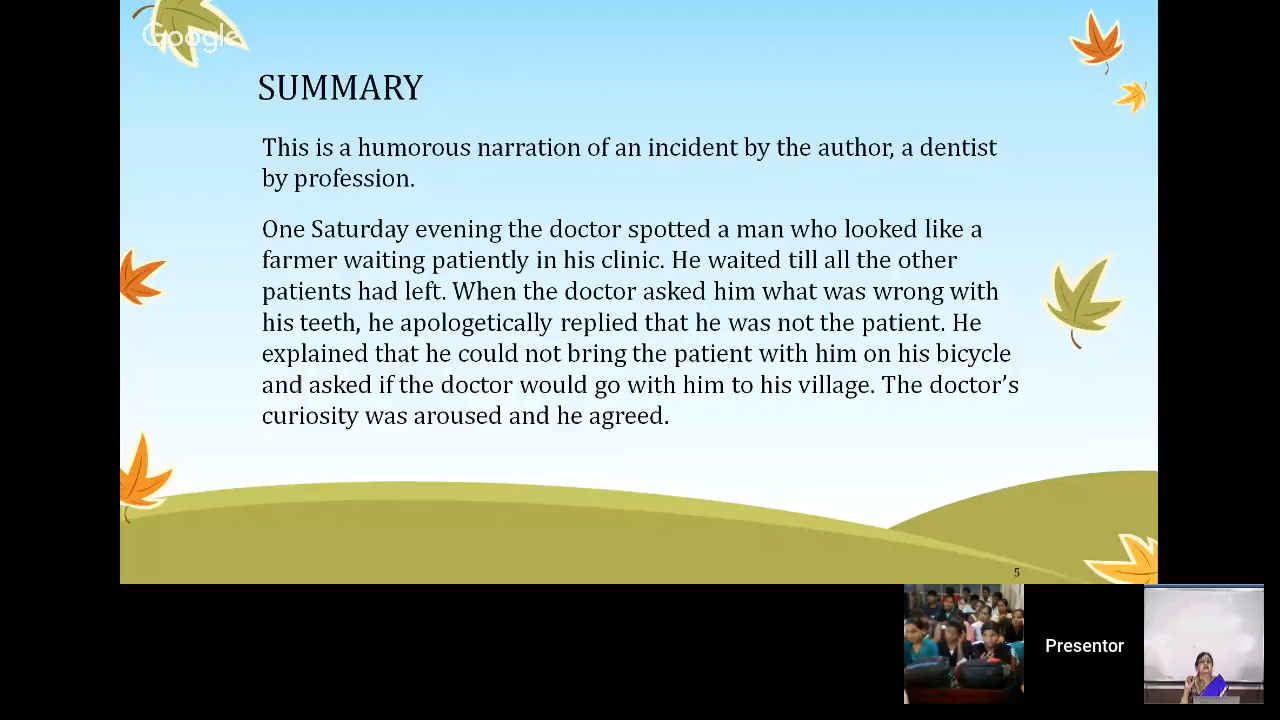 Google
SUMMARY
This is a humorous narration of an incident by the author, a dentist
by profession.
One Saturday evening the doctor spotted a man who looked like a
farmer waiting patiently in his clinic. He waited till all the other
patients had left. When the doctor asked him what was wrong with
his teeth, he apologetically replied that he was not the patient. He
explained that he could not bring the patient with him on his bicycle
and asked if the doctor would go with him to his village. The doctor’s
curiosity was aroused and he agreed.
5
Presentor